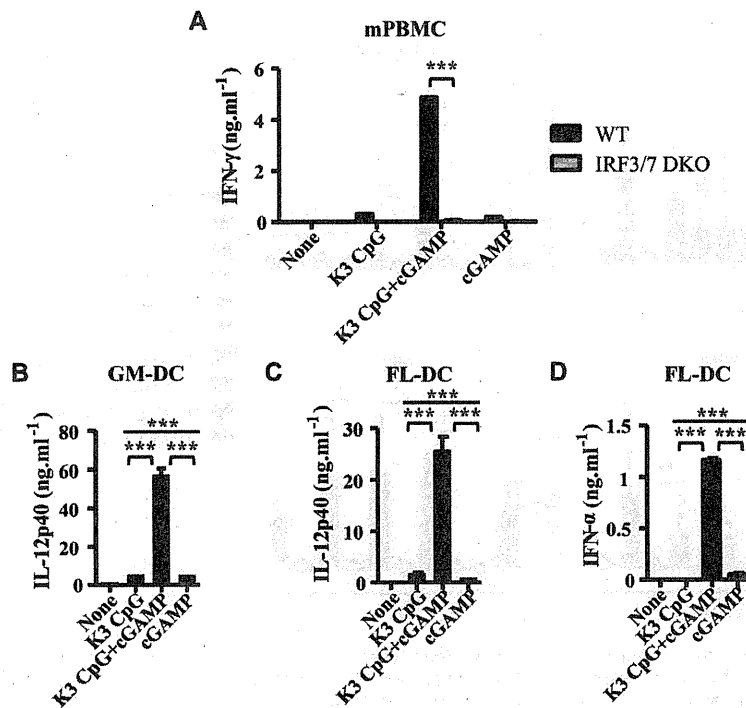 A
mPBMC
IFN-γ (ng.ml⁻¹)
6
4
2
0
***
None
K3 CpG
K3 CpG+cGAMP
cGAMP
WT
IRF3/7 DKO
B
GM-DC
IL-12p40 (ng.ml⁻¹)
80
60
40
20
0
***
*** ***
None
K3 CpG
K3 CpG+cGAMP
cGAMP
C
FL-DC
IL-12p40 (ng.ml⁻¹)
30
20
10
0
***
*** ***
None
K3 CpG
K3 CpG+cGAMP
cGAMP
D
FL-DC
IFN-α (ng.ml⁻¹)
1.5
1
0.5
0
***
*** ***
None
K3 CpG
K3 CpG+cGAMP
cGAMP